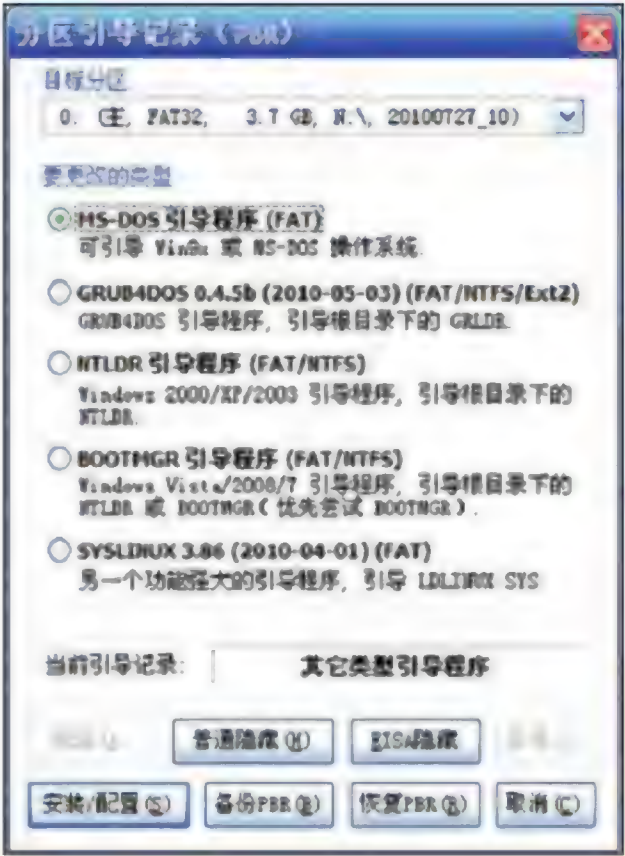 分区引导记录 (PBR)
目标分区
0. (主, FAT32, 3.7 GB, N:\, 20100727_10)
要更改的类型
MS-DOS 引导程序 (FAT)
可引导 Win9x 或 MS-DOS 操作系统.
GRUB4DOS 0.4.5b (2010-05-03) (FAT/NTFS/Ext2)
GRUB4DOS 引导程序, 引导根目录下的 GRLDR.
NTLDR 引导程序 (FAT/NTFS)
Windows 2000/XP/2003 引导程序, 引导根目录下的
NTLDR.
BOOTMGR 引导程序 (FAT/NTFS)
Windows Vista/2008/7 引导程序, 引导根目录下的
NTLDR 或 BOOTMGR( 优先尝试 BOOTMGR ).
SYSLINUX 3.86 (2010-04-01) (FAT)
另一个功能强大的引导程序, 引导 LDLINUX SYS
当前引导记录: 其它类型引导程序
普通隐藏(H) EISA隐藏
安装/配置(S) 备份PBR(B) 恢复PBR(R) 取消(C)